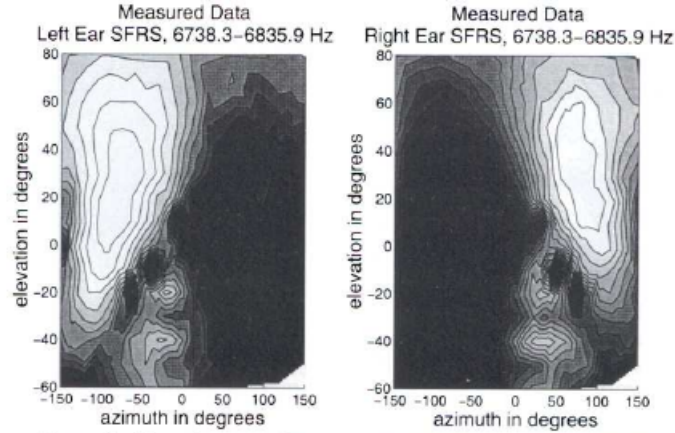 Measured Data
Left Ear SFRS, 6738.3–6835.9 Hz
80
60
40
20
0
−20
−40
−60
elevation in degrees
−150 −100 −50 0 50 100 150
azimuth in degrees
Measured Data
Right Ear SFRS, 6738.3–6835.9 Hz
80
60
40
20
0
−20
−40
−60
elevation in degrees
−150 −100 −50 0 50 100 150
azimuth in degrees